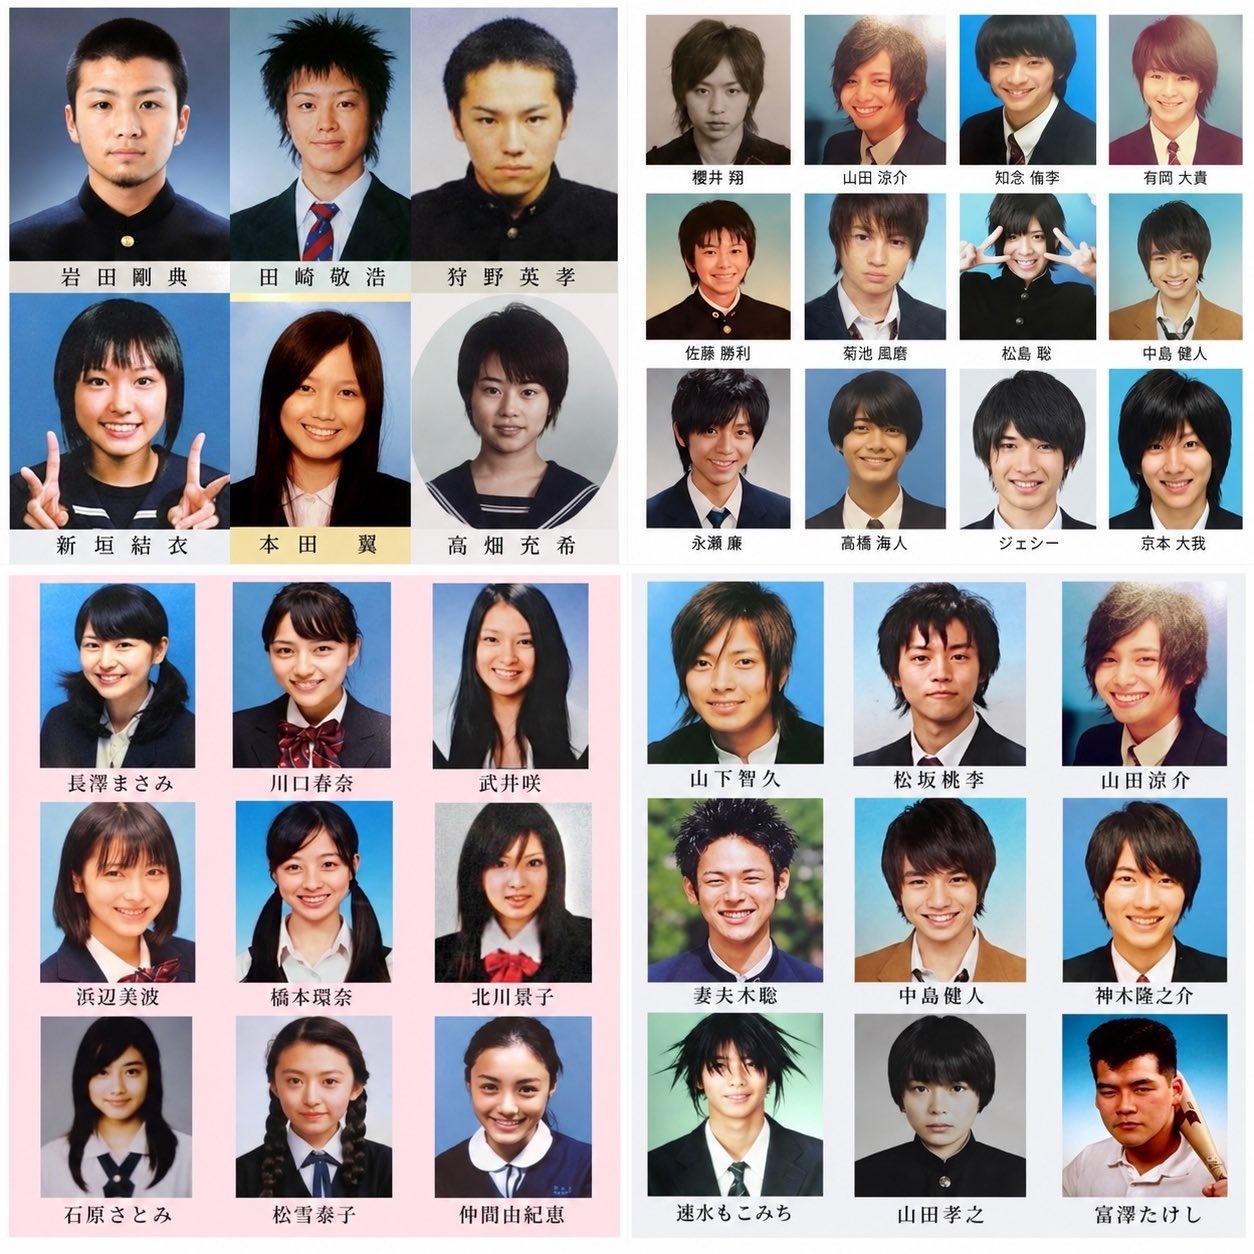 岩田剛典
田崎敬浩
狩野英孝
新垣結衣
本田 翼
高畑充希
櫻井 翔
山田 涼介
知念 侑李
有岡 大貴
佐藤 勝利
菊池 風磨
松島 聡
中島 健人
永瀬 廉
高橋 海人
ジェシー
京本 大我
長澤まさみ
川口春奈
武井咲
浜辺美波
橋本環奈
北川景子
石原さとみ
松雪泰子
仲間由紀恵
山下智久
松坂桃李
山田涼介
妻夫木聡
中島健人
神木隆之介
速水もこみち
山田孝之
富澤たけし